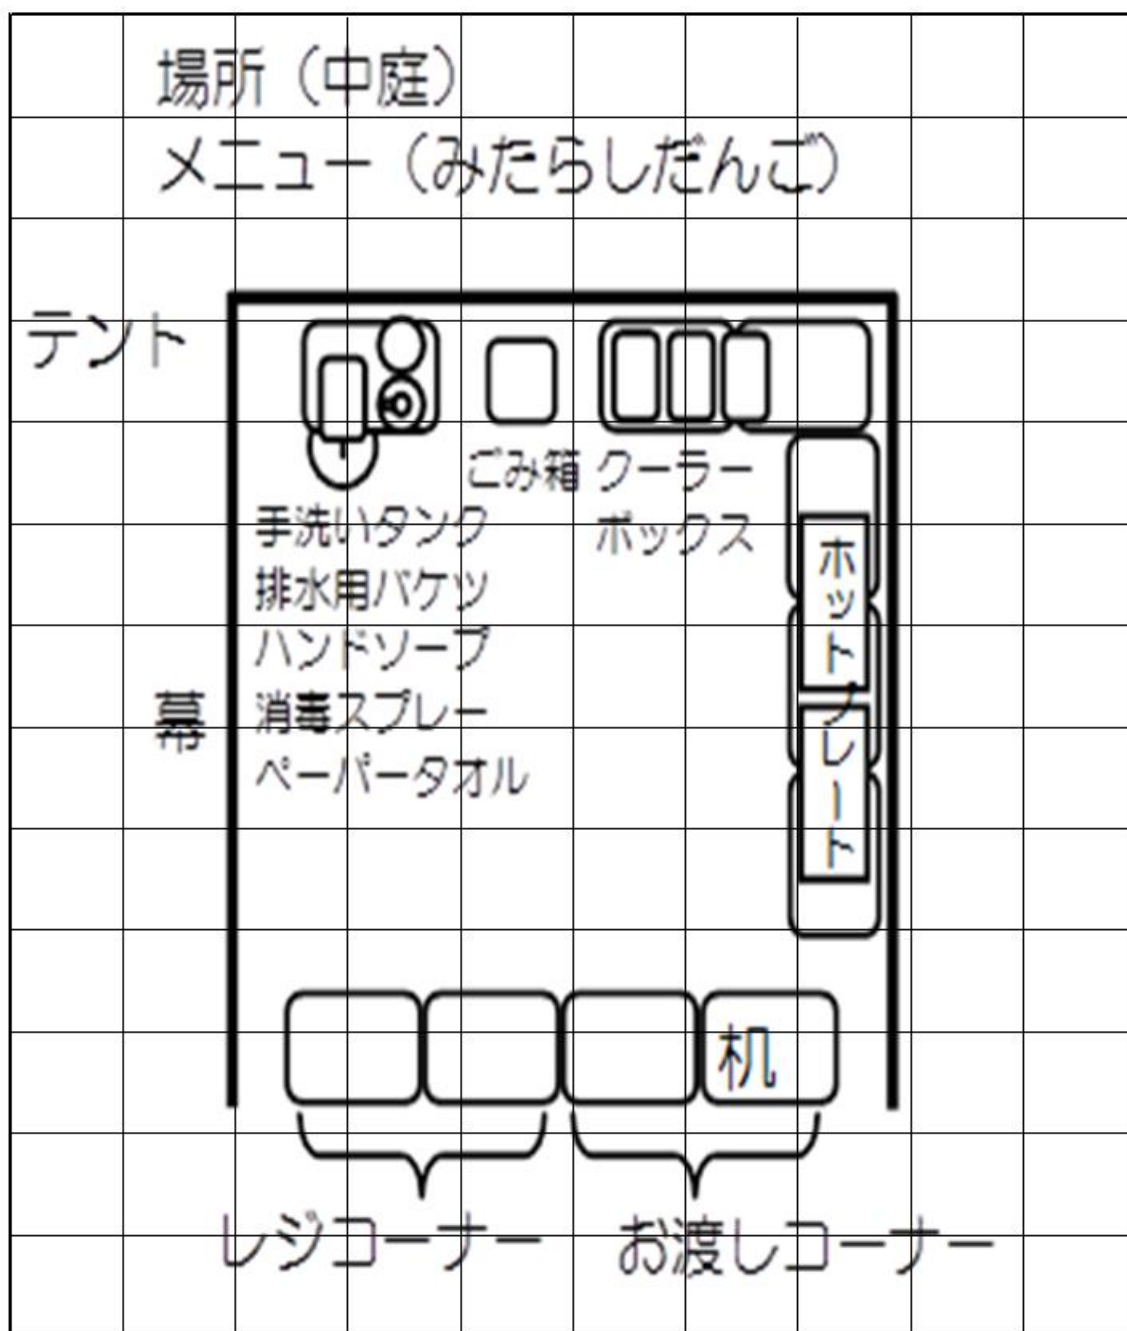 場所（中庭）
メニュー（みたらしだんご）
テント
ごみ箱
クーラー
ボックス
手洗いタンク
排水用バケツ
ハンドソープ
消毒スプレー
ペーパータオル
幕
ホットプレート
机
レジコーナー
お渡しコーナー